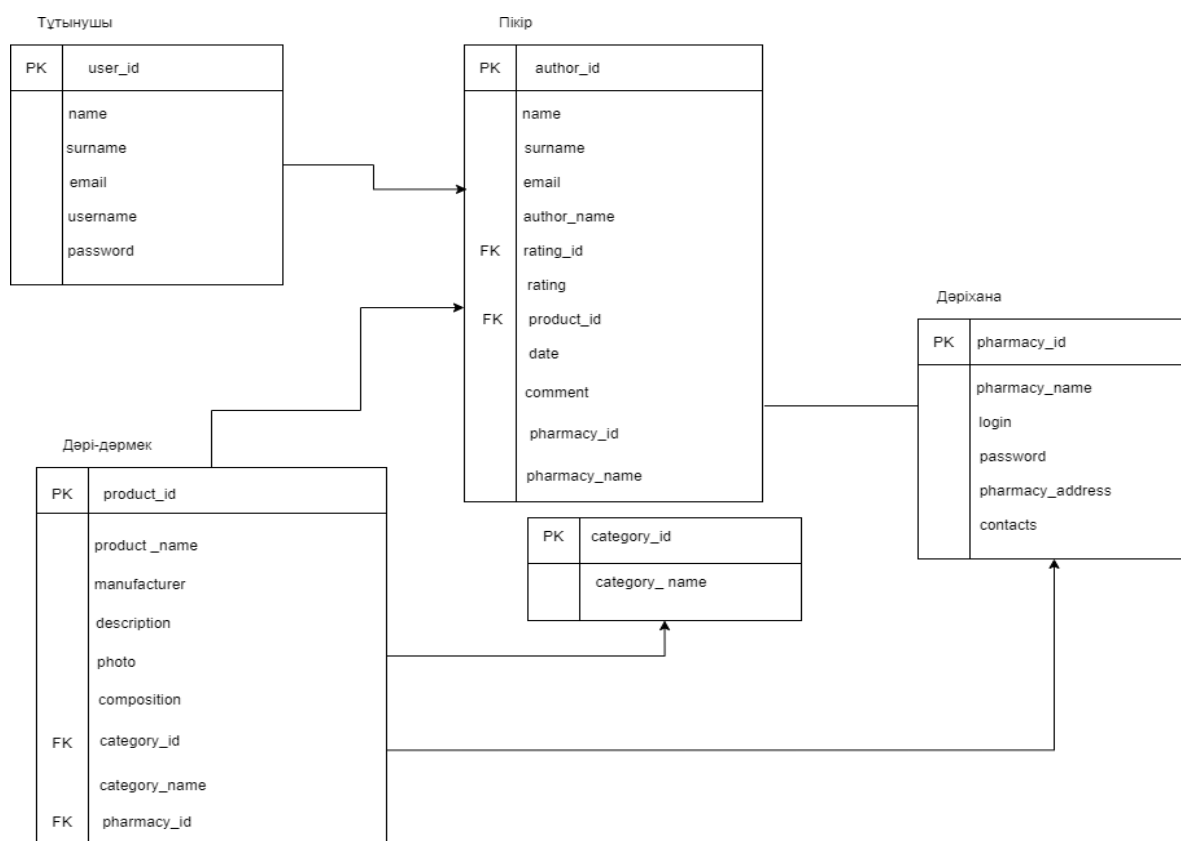 Тұтынушы
PK user_id
name
surname
email
username
password
Пікір
PK author_id
name
surname
email
author_name
FK rating_id
rating
FK product_id
date
comment
pharmacy_id
pharmacy_name
Дәріхана
PK pharmacy_id
pharmacy_name
login
password
pharmacy_address
contacts
Дәрі-дәрмек
PK product_id
product _name
manufacturer
description
photo
composition
FK category_id
category_name
FK pharmacy_id
PK category_id
category_ name